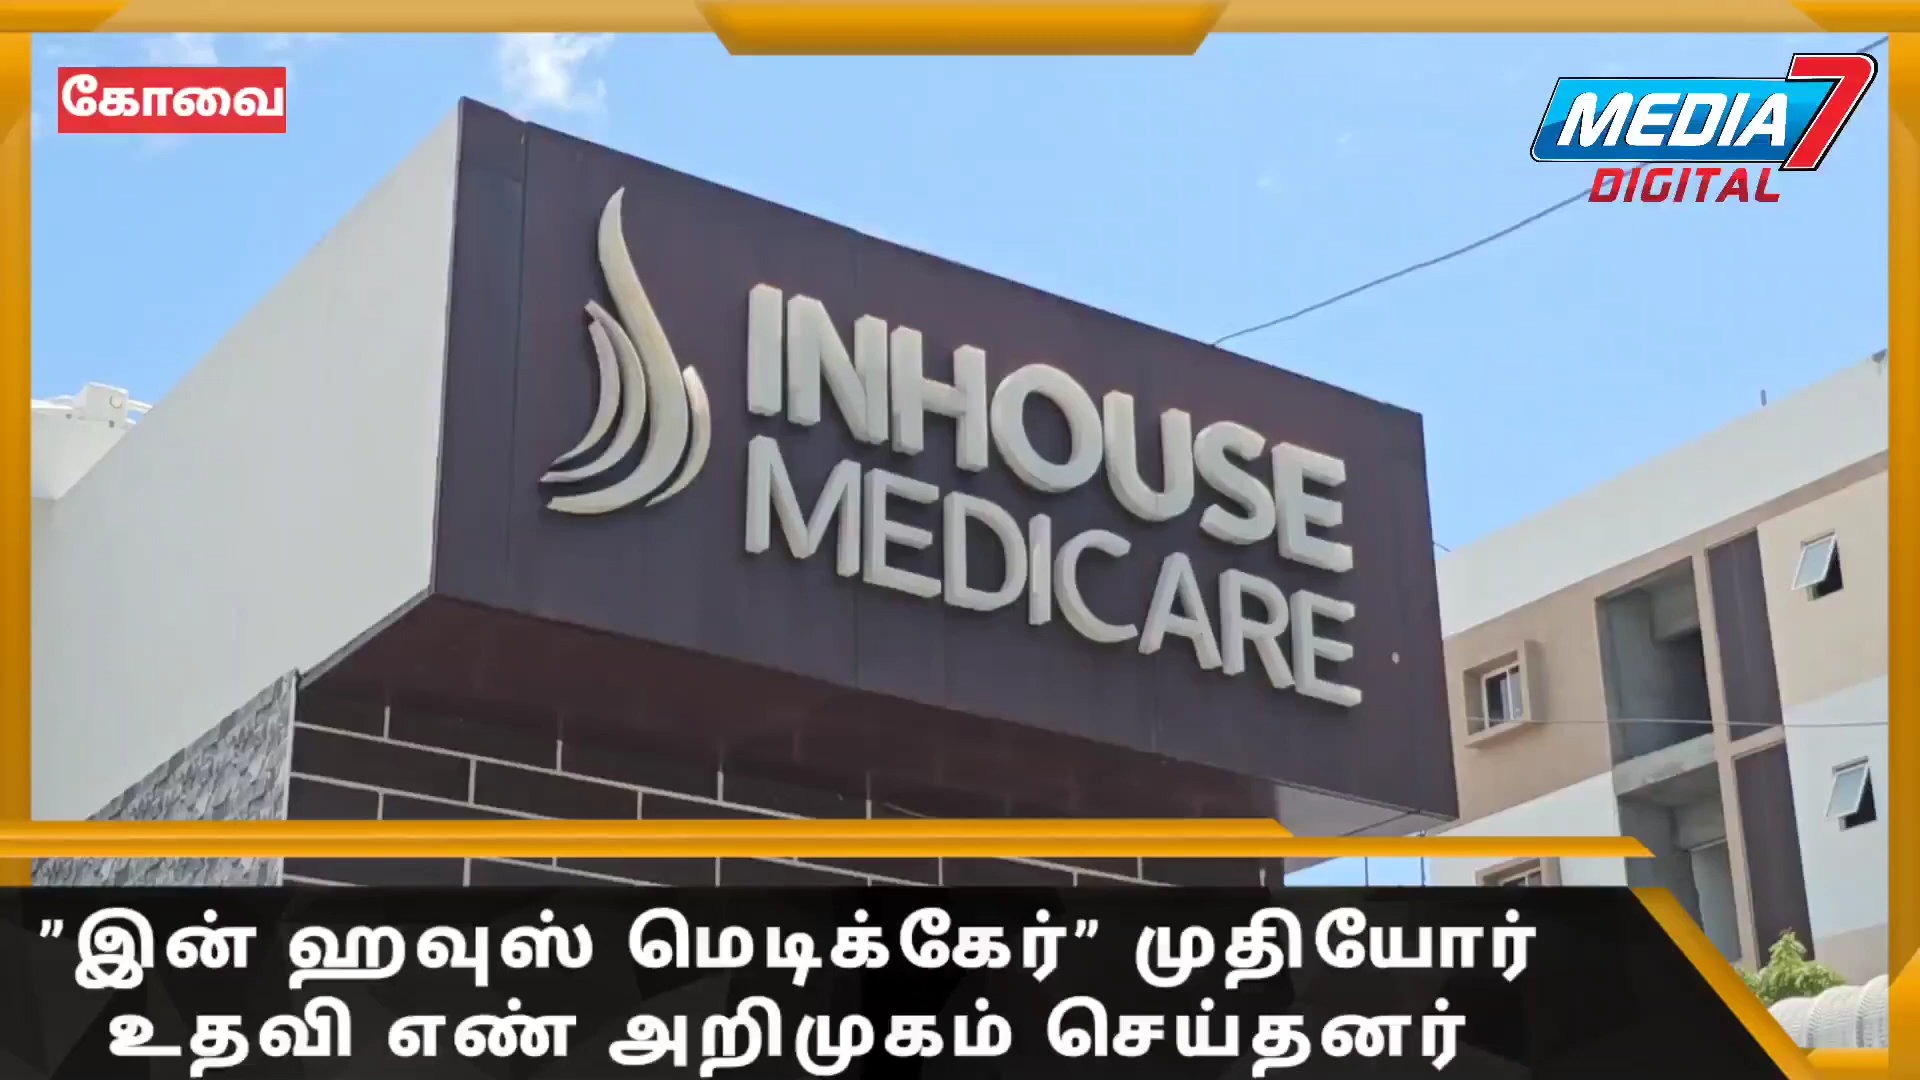 கோவை
MEDIA 7
DIGITAL
INHOUSE
MEDICARE
"இன் ஹவுஸ் மெடிக்கேர்" முதியோர்
உதவி எண் அறிமுகம் செய்தனர்